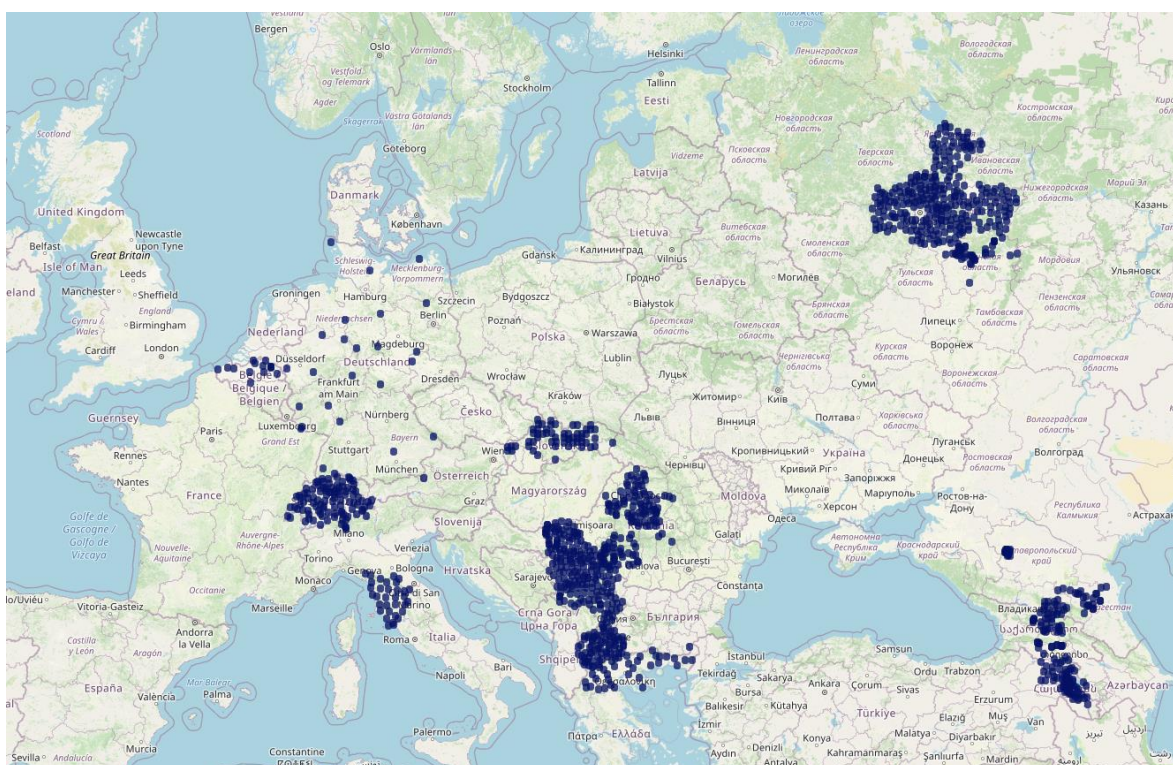 Vestland
Bergen
Oslo
Värmlands län
Helsinki
Ладожское озеро
Ленинградская область
Вологодская область
Vestfold og Telemark
Stockholm
Tallinn
Eesti
Agder
Västra Götalands län
Новгородская область
Костромская область
Scotland
Skagerrak
Göteborg
Vidzeme
Псковская область
Тверская область
Ивановская область
Latvija
Нижегородская область
Марий Эл
Danmark
København
United Kingdom
Newcastle upon Tyne
Lietuva
Витебская область
Казань
Belfast
Great Britain
Isle of Man
Leeds
Schleswig-Holstein
Mecklenburg-Vorpommern
Gdańsk
Калининград
Vilnius
Смоленская область
Мордовия
Ульяновск
Manchester
Sheffield
Groningen
Hamburg
Szczecin
Гродно
Беларусь
Могилёв
Тульская область
Cymru / Wales
England
Birmingham
Niedersachsen
Berlin
Bydgoszcz
Białystok
Брянская область
Пензенская область
Nederland
Magdeburg
Poznań
Polska
Warszawa
Брестская область
Гомельская область
Липецк
Тамбовская область
Cardiff
London
Düsseldorf
Deutschland
Lublin
Чернігівська область
Курская область
Воронеж
Саратовская область
België / Belgique / Belgien
Frankfurt am Main
Dresden
Wrocław
Луцьк
Суми
Воронежская область
Kraków
Житомир
Київ
Guernsey
Luxembourg
Nürnberg
Česko
Львів
Полтава
Харківська область
Волгоградская область
Paris
Grand Est
Bayern
Вінниця
Луганськ
Rennes
Stuttgart
Кропивницький
Україна
Донецьк
Ростовская область
Волгоград
Nantes
München
Österreich
Чернівці
Кривий Ріг
Запоріжжя
France
Graz
Magyarország
Moldova
Миколаїв
Маріуполь
Ростов-на-Дону
Республика Калмыкия
Golfe de Gascogne / Golfo de Vizcaya
Auvergne-Rhône-Alpes
Slovenija
Одеса
Херсон
Астрахан
Milano
Galați
Автономна Республіка Крим
Краснодарский край
Nouvelle-Aquitaine
Torino
Venezia
Hrvatska
București
Ставропольский край
Occitanie
Monaco
Bologna
Sarajevo
Constanța
Vitoria-Gasteiz
Marseille
Crna Gora / Црна Гора
България
Andorra la Vella
Roma
Italia
Castilla y León
Aragón
Bari
Shqipëria
İstanbul
Samsun
Napoli
Tekirdağ
Sakarya
Ordu
Trabzon
Azərbaycan
España
Mar Balear
Bursa
Ankara
Çorum
València
Palma
Balıkesir
Kütahya
Sivas
Erzurum
Türkiye
Muş
Van
İzmir
Elazığ
Murcia
Palermo
Πάτρα
Ελλάδα
Konya
Malatya
Diyarbakır
تبریز
اردبیل
Sevilla
Andalucía
Constantine
Aydın
Denizli
Kahramanmaraş
Şanlıurfa
Mardin
Antalya
Adana